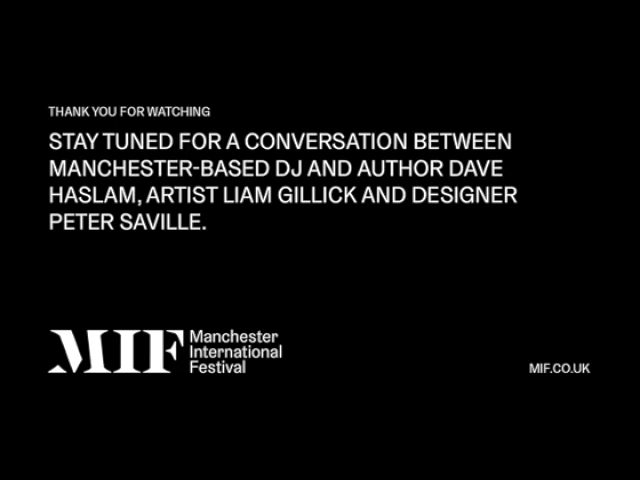 THANK YOU FOR WATCHING
STAY TUNED FOR A CONVERSATION BETWEEN
MANCHESTER-BASED DJ AND AUTHOR DAVE
HASLAM, ARTIST LIAM GILLICK AND DESIGNER
PETER SAVILLE.
MIF Manchester
International
Festival
MIF.CO.UK